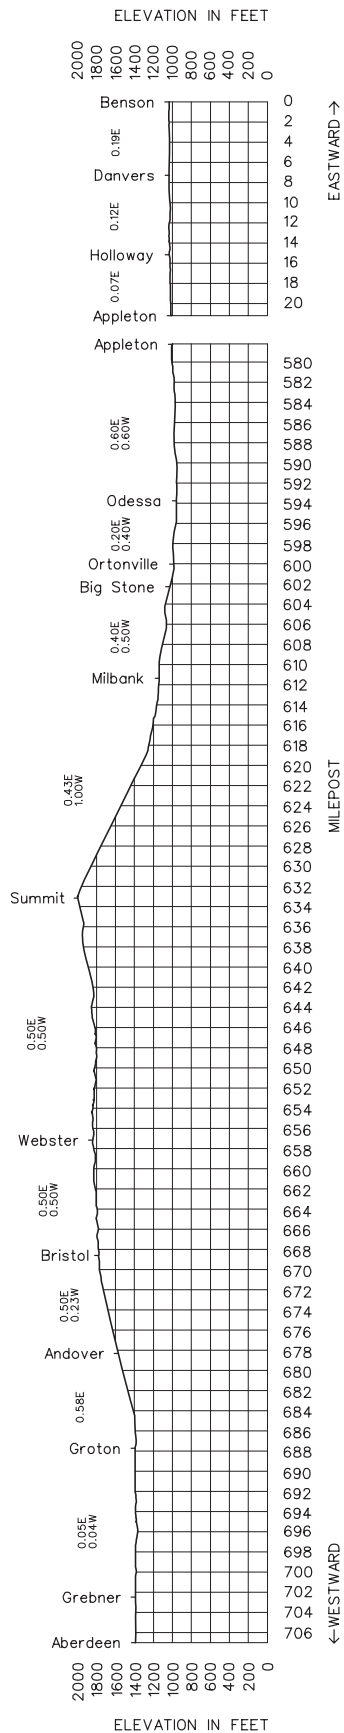 ELEVATION IN FEET
2000 1800 1600 1400 1200 1000 800 600 400 200 0
Benson 0
2
0.19E 4
6
Danvers 8
10
0.12E 12
14
Holloway 16
0.07E 18
20
Appleton
EASTWARD →
Appleton
580
582
584
0.60E
0.60W
586
588
590
592
Odessa 594
0.20E
0.40W
596
598
Ortonville 600
Big Stone 602
604
0.40E
0.50W
606
608
610
Milbank 612
614
616
618
620
0.43E
1.00W
622
624
626
628
630
MILEPOST
632
Summit 634
636
638
640
642
644
0.50E
0.50W
646
648
650
652
654
656
Webster 658
660
0.50E
0.50W
662
664
666
Bristol 668
670
0.50E
0.23W
672
674
676
Andover 678
680
682
0.58E 684
686
Groton 688
690
692
694
0.05E
0.04W
696
698
700
Grebner 702
704
Aberdeen 706
← WESTWARD
2000 1800 1600 1400 1200 1000 800 600 400 200 0
ELEVATION IN FEET